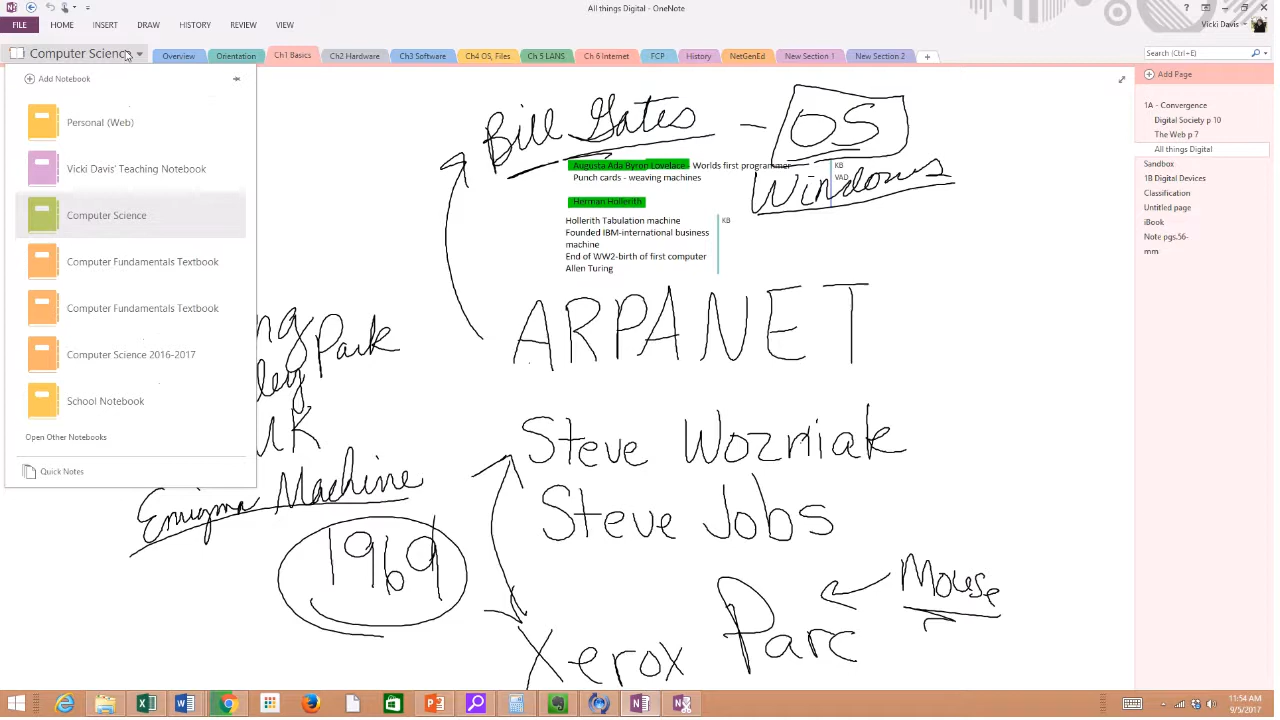 All things Digital - OneNote
Vicki Davis
FILE HOME INSERT DRAW HISTORY REVIEW VIEW
Computer Science
Overview Orientation Ch1 Basics Ch2 Hardware Ch3 Software Ch4 OS, Files Ch 5 LANS Ch 6 Internet FCP History NetGenEd New Section 1 New Section 2 +
Search (Ctrl+E)
Add Notebook
Personal (Web)
Vicki Davis' Teaching Notebook
Computer Science
Computer Fundamentals Textbook
Computer Fundamentals Textbook
Computer Science 2016-2017
School Notebook
Open Other Notebooks
Quick Notes
Bill Gates - OS
Windows
Augusta Ada Byron Lovelace - Worlds first programmer
KB
Punch cards - weaving machines
VAD
Herman Hollerith
Hollerith Tabulation machine
KB
Founded IBM-international business
machine
End of WW2-birth of first computer
Allen Turing
ARPANET
ng
Park
ley
UK
Enigma Machine
1969
Steve Wozniak
Steve Jobs
Xerox Parc
Mouse
Add Page
1A - Convergence
Digital Society p 10
The Web p 7
All things Digital
Sandbox
1B Digital Devices
Classification
Untitled page
iBook
Note pgs.56-
mm
11:54 AM
9/5/2017